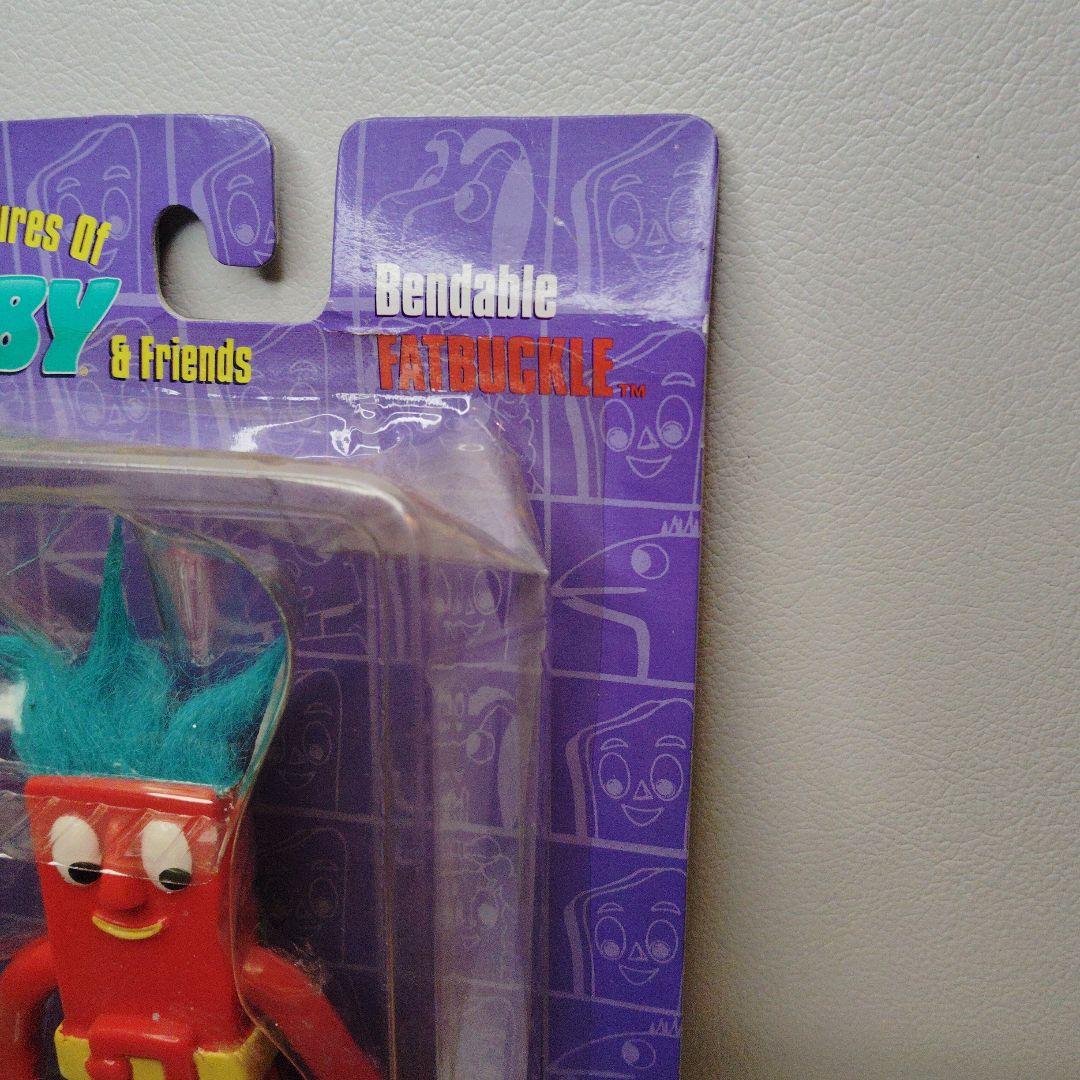 ures Of
BY & Friends
Bendable
FATBUCKLE™